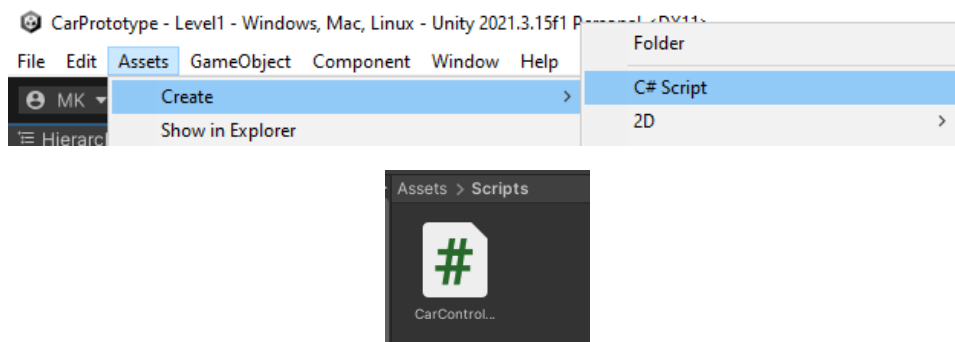 CarPrototype - Level1 - Windows, Mac, Linux - Unity 2021.3.15f1
File Edit Assets GameObject Component Window Help
Folder
MK
Create >
C# Script
Hierarc
Show in Explorer
2D >
Assets > Scripts
#
CarControl...